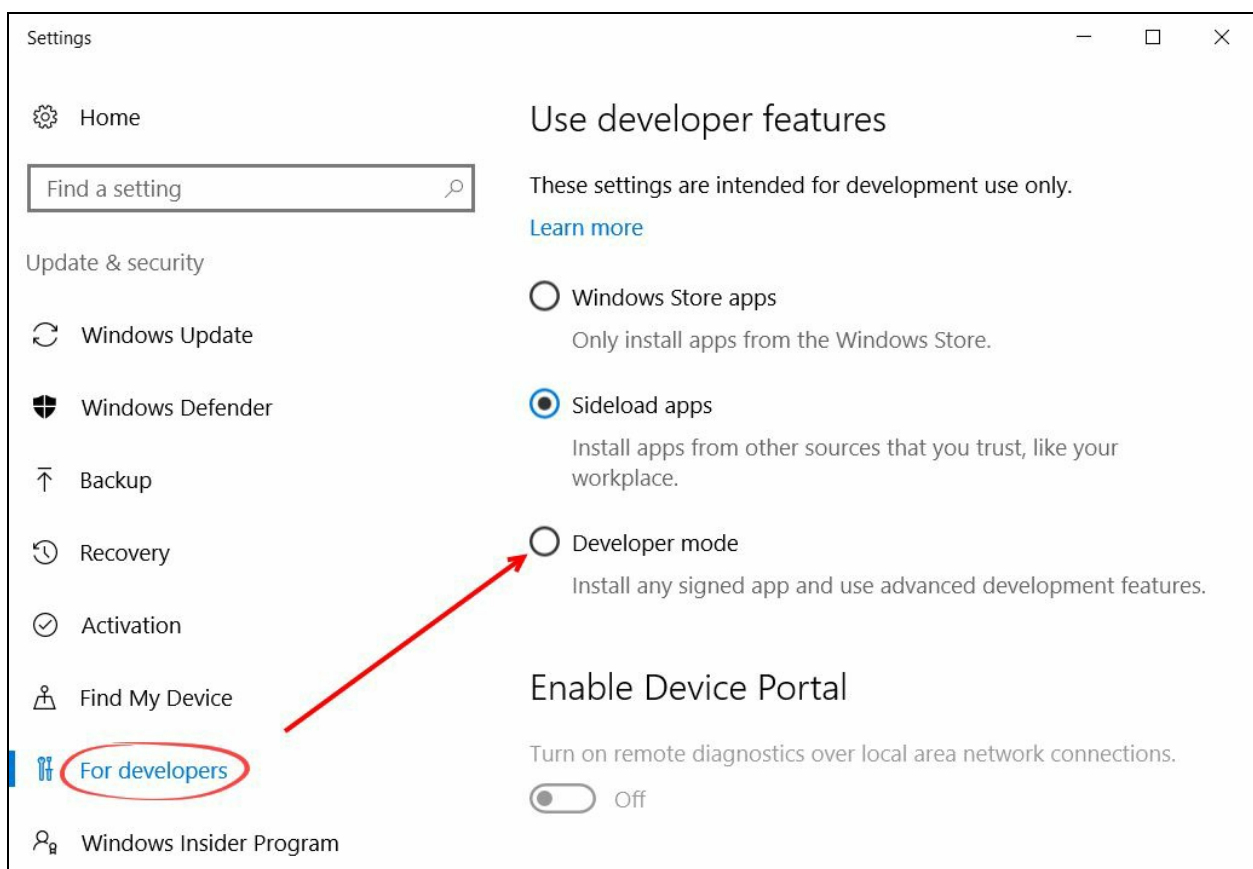 Settings
Home
Find a setting
Update & security
Windows Update
Windows Defender
Backup
Recovery
Activation
Find My Device
For developers
Windows Insider Program
Use developer features
These settings are intended for development use only.
Learn more
Windows Store apps
Only install apps from the Windows Store.
Sideload apps
Install apps from other sources that you trust, like your
workplace.
Developer mode
Install any signed app and use advanced development features.
Enable Device Portal
Turn on remote diagnostics over local area network connections.
Off